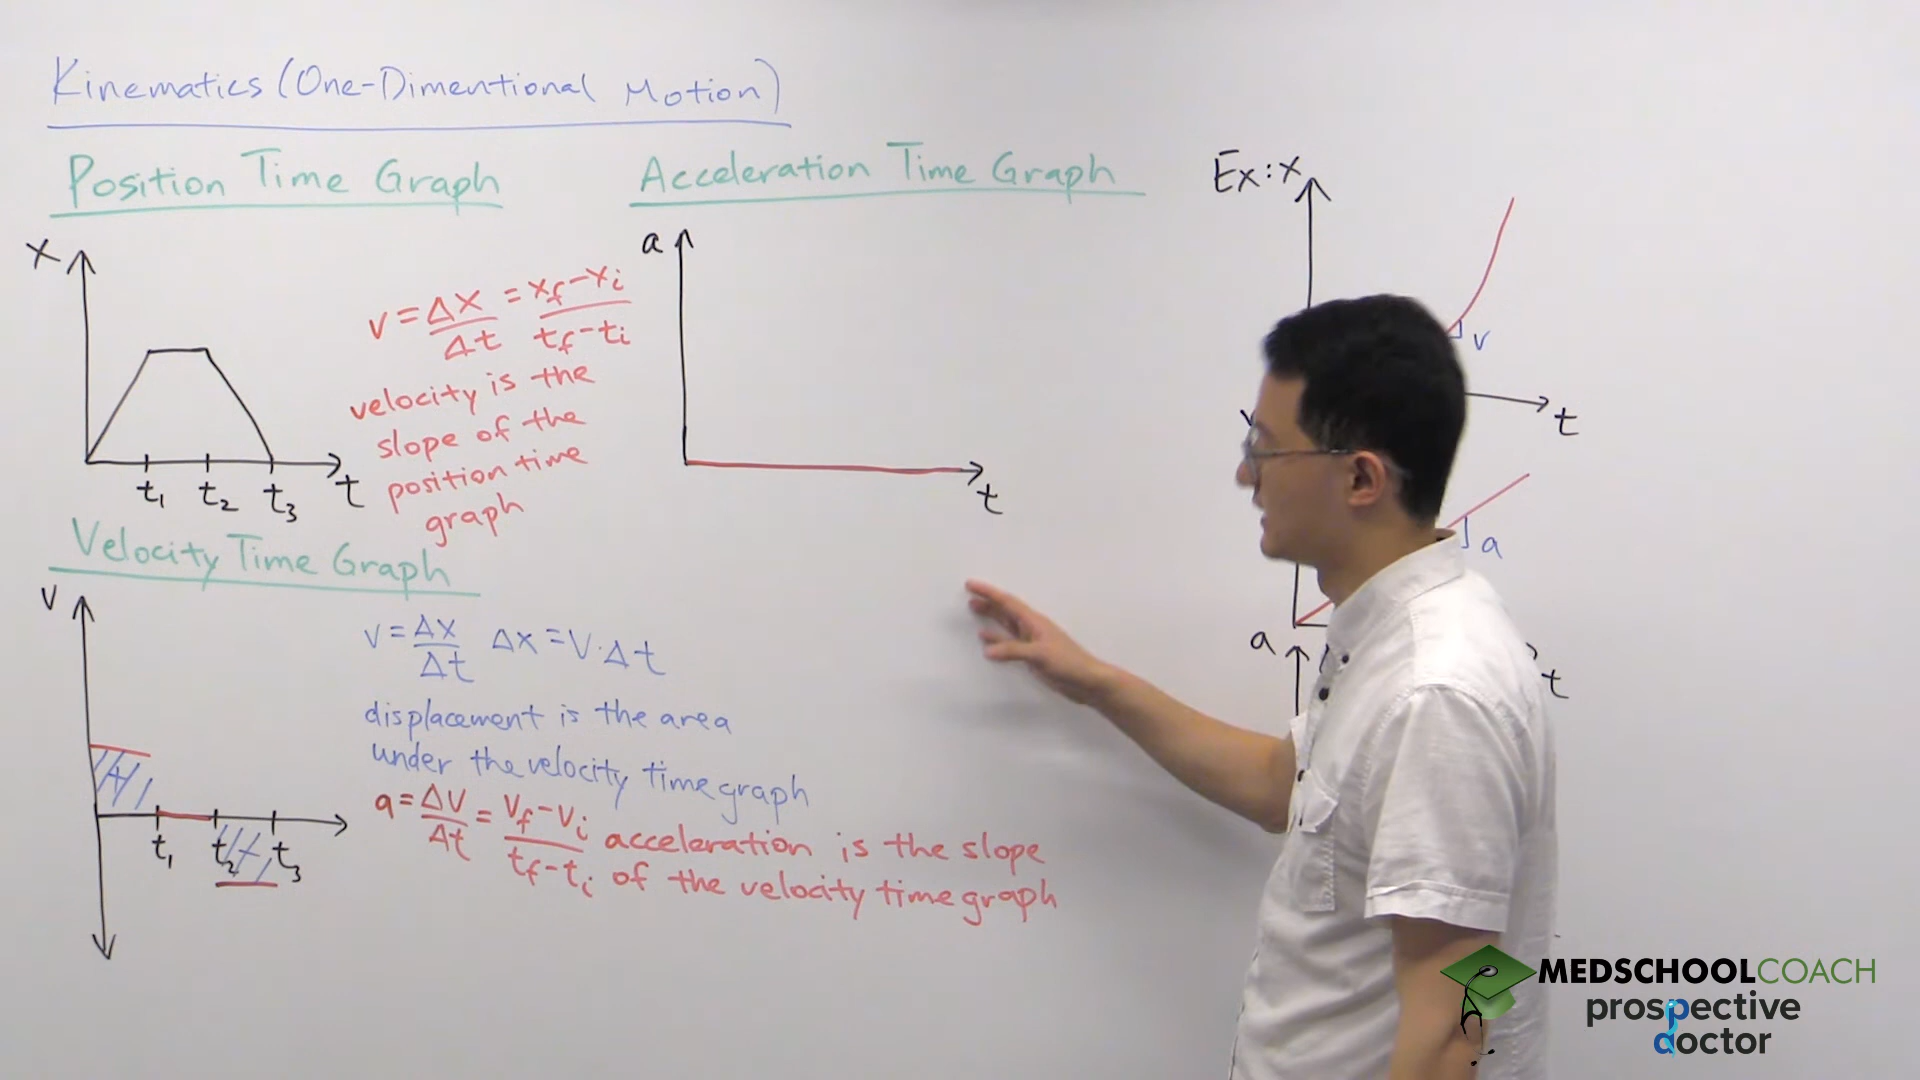 Kinematics (One-Dimentional Motion)
Position Time Graph
x
t₁ t₂ t₃ t
v = Δx/Δt = xf-xi/tf-ti
velocity is the
slope of the
position time
graph
Velocity Time Graph
v
t₁ t₂ t₃
v = Δx/Δt Δx = V·Δt
displacement is the area
under the velocity time graph
a = Δv/Δt = vf-vi/tf-ti acceleration is the slope
of the velocity time graph
Acceleration Time Graph
a
t
Ex: x
v
t
a
a
t
MEDSCHOOLCOACH
prospective
doctor